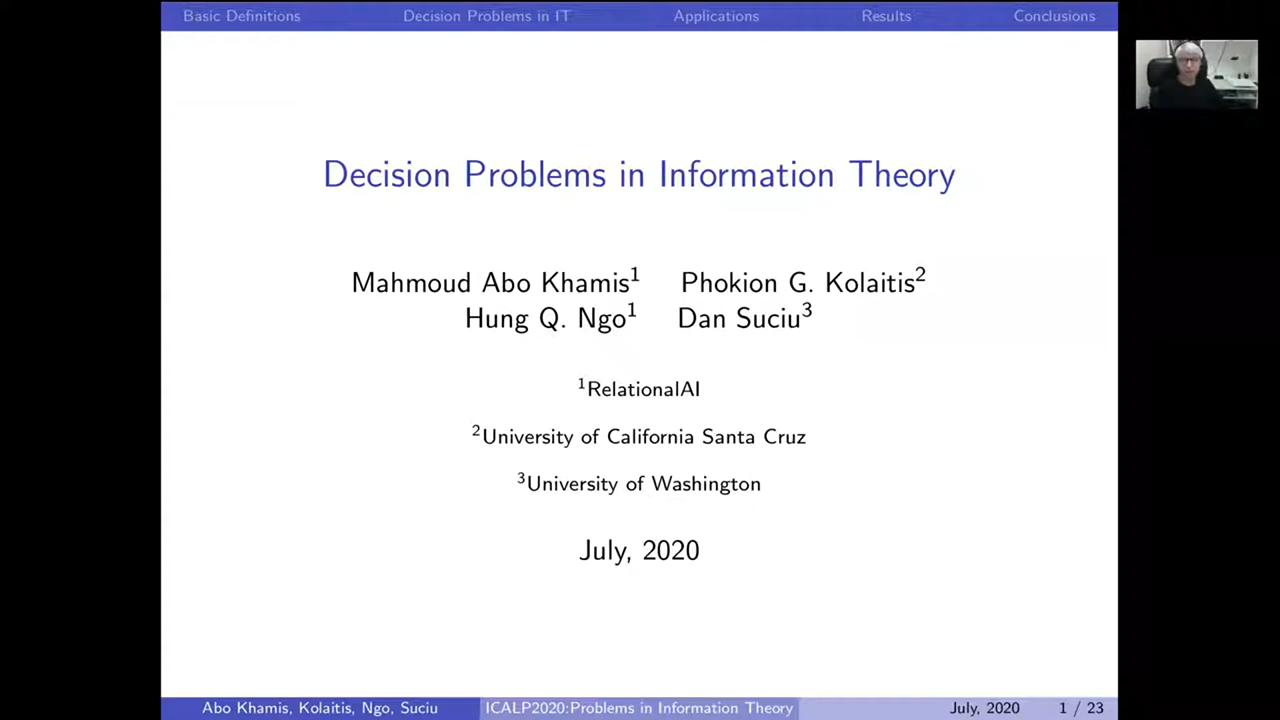 Basic Definitions Decision Problems in IT Applications Results Conclusions
Decision Problems in Information Theory
Mahmoud Abo Khamis¹ Phokion G. Kolaitis²
Hung Q. Ngo¹ Dan Suciu³
¹RelationalAI
²University of California Santa Cruz
³University of Washington
July, 2020
Abo Khamis, Kolaitis, Ngo, Suciu ICALP2020:Problems in Information Theory July, 2020 1 / 23